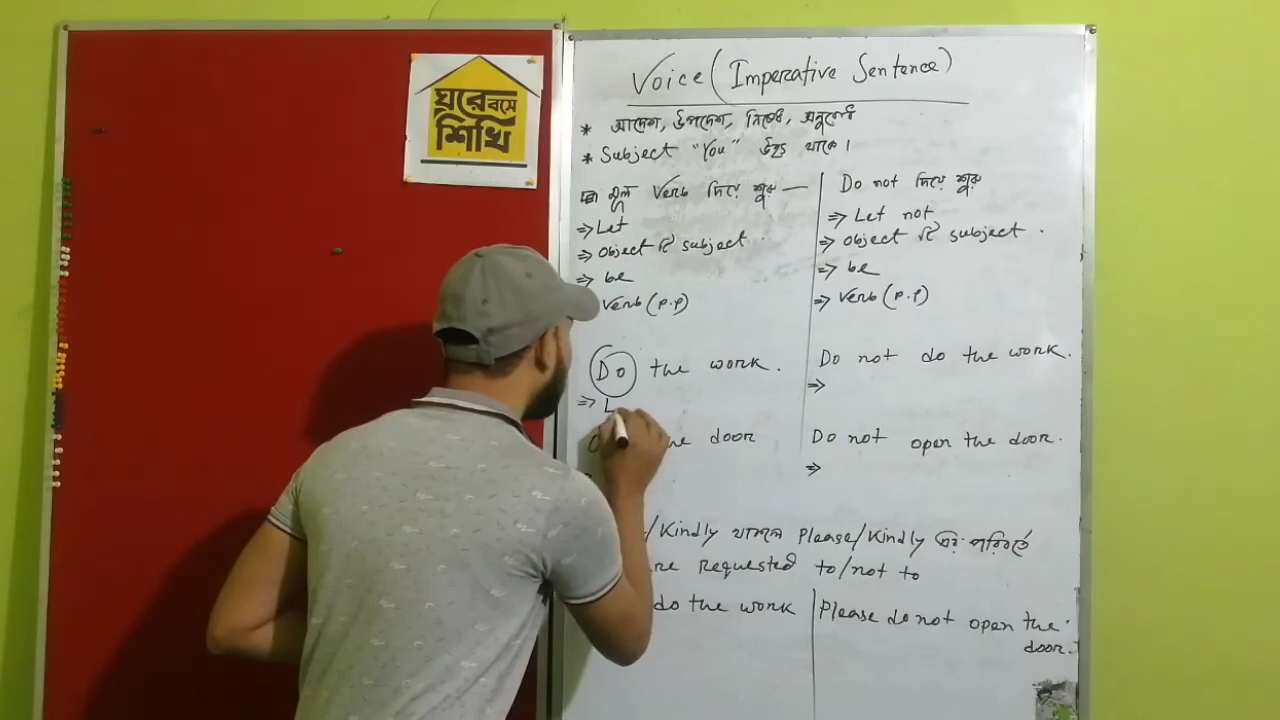 ঘরে বসে
শিখি
Voice (Imperative Sentence)
* আদেশ, উপদেশ, নিষেধ, অনুরোধ
* Subject "You" উহ্য থাকে।
মূল Verb দিয়ে শুরু —
⇒ Let
⇒ Object টি subject
⇒ be
Verb (p.p)
Do not দিয়ে শুরু
⇒ Let not
⇒ Object টি subject
⇒ be
⇒ Verb (p.p)
Do the work.
⇒ L
the door
Do not do the work.
⇒
Do not open the door.
⇒
/Kindly থাকলে Please/Kindly এর পরিবর্তে
re requested to/not to
do the work
Please do not open the
door.